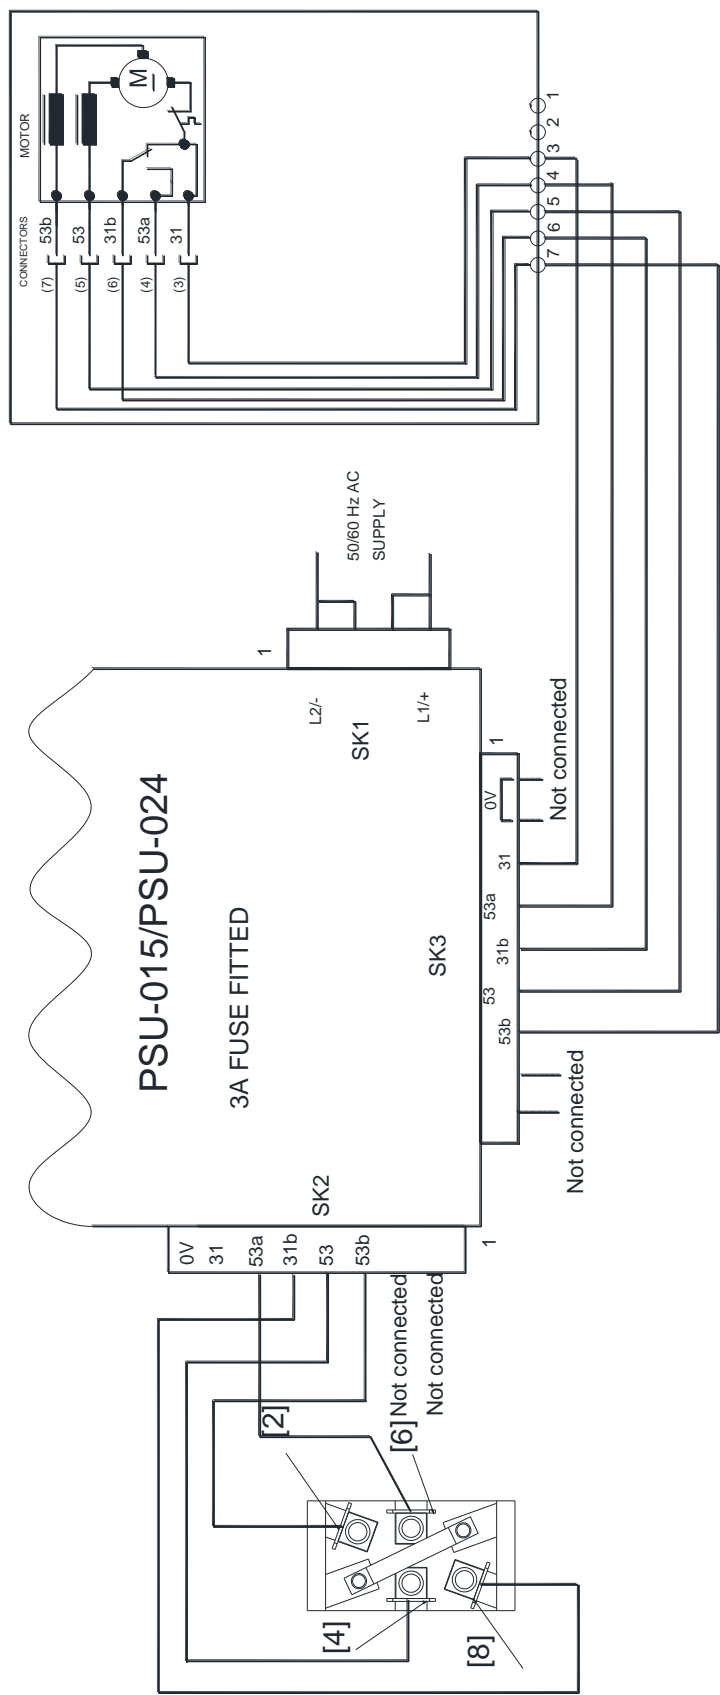 MOTOR
M
CONNECTORS
53b
53
31b
53a
31
(7)
(5)
(6)
(4)
(3)
1
2
3
4
5
6
7
50/60 Hz AC
SUPPLY
1
L2/-
SK1
L1/+
PSU-015/PSU-024
3A FUSE FITTED
SK3
1
0V
Not connected
31
53a
31b
53
53b
Not connected
SK2
0V
31
53a
31b
53
53b
1
Not connected
Not connected
[2]
[6]
[4]
[8]